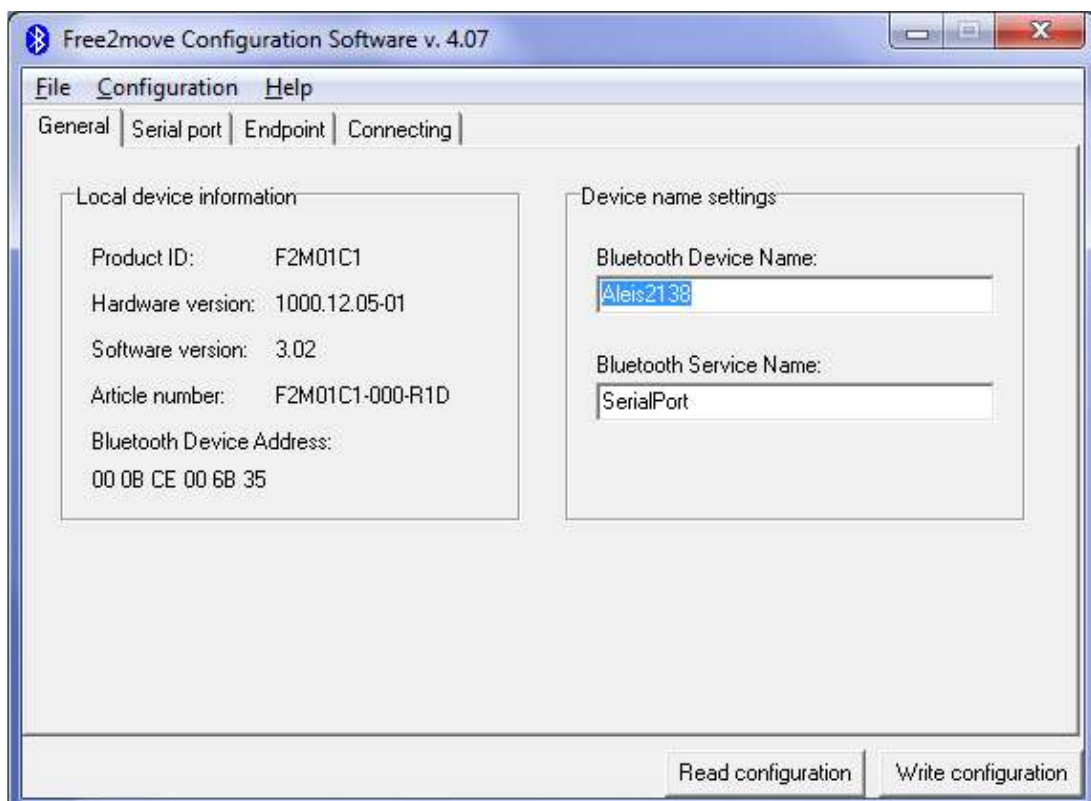 Free2move Configuration Software v. 4.07
File Configuration Help
General Serial port Endpoint Connecting
Local device information
Product ID: F2M01C1
Hardware version: 1000.12.05-01
Software version: 3.02
Article number: F2M01C1-000-R1D
Bluetooth Device Address:
00 0B CE 00 6B 35
Device name settings
Bluetooth Device Name:
Aleis2138
Bluetooth Service Name:
SerialPort
Read configuration Write configuration